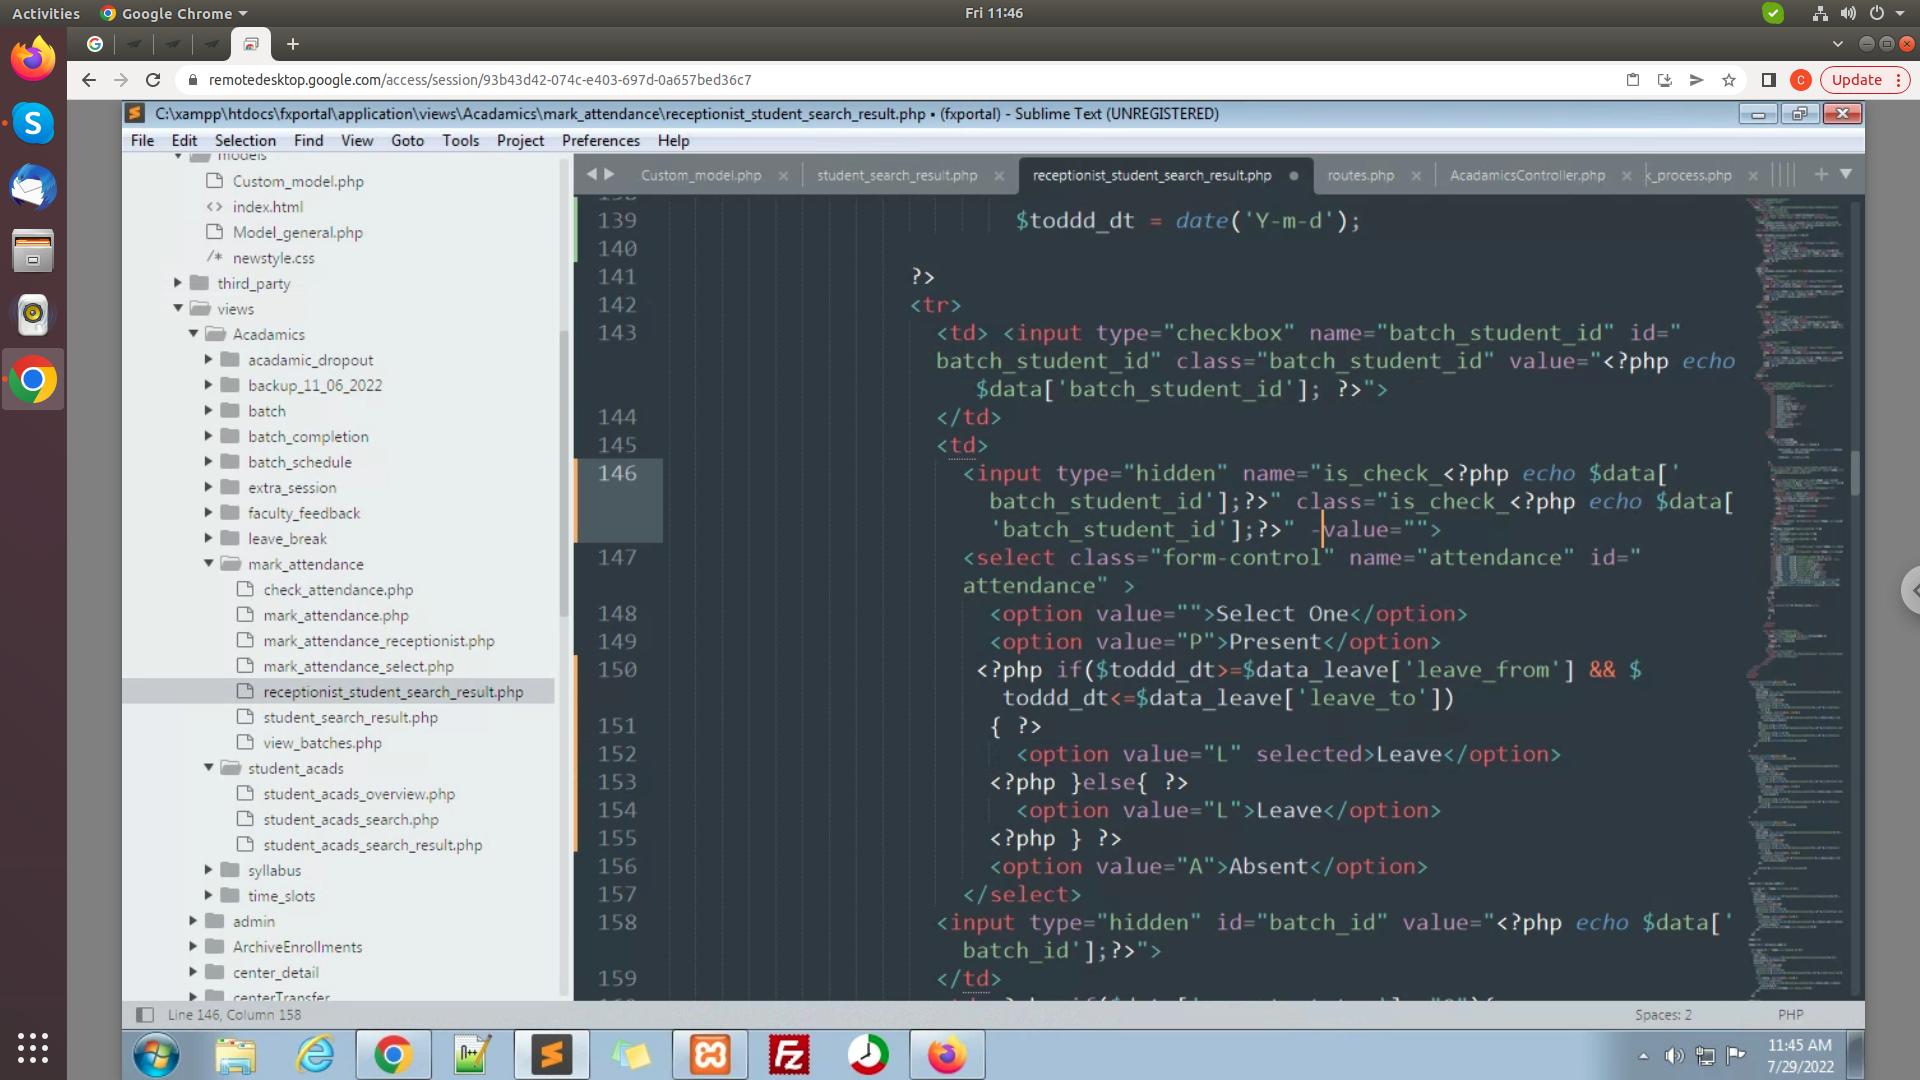 Activities
Google Chrome
Fri 11:46
remotedesktop.google.com/access/session/93b43d42-074c-e403-697d-0a657bed36c7
C
Update
C:\xampp\htdocs\fxportal\application\views\Acadamics\mark_attendance\receptionist_student_search_result.php • (fxportal) - Sublime Text (UNREGISTERED)
File Edit Selection Find View Goto Tools Project Preferences Help
models
Custom_model.php
<> index.html
Model_general.php
/* newstyle.css
third_party
views
Acadamics
acadamic_dropout
backup_11_06_2022
batch
batch_completion
batch_schedule
extra_session
faculty_feedback
leave_break
mark_attendance
check_attendance.php
mark_attendance.php
mark_attendance_receptionist.php
mark_attendance_select.php
receptionist_student_search_result.php
student_search_result.php
view_batches.php
student_acads
student_acads_overview.php
student_acads_search.php
student_acads_search_result.php
syllabus
time_slots
admin
ArchiveEnrollments
center_detail
centerTransfer
Custom_model.php
student_search_result.php
receptionist_student_search_result.php
routes.php
AcadamicsController.php
k_process.php
139 $toddd_dt = date('Y-m-d');
140
141 ?>
142 <tr>
143 <td> <input type="checkbox" name="batch_student_id" id="
batch_student_id" class="batch_student_id" value="<?php echo
$data['batch_student_id']; ?>">
144 </td>
145 <td>
146 <input type="hidden" name="is_check_<?php echo $data['
batch_student_id'];?>" class="is_check_<?php echo $data[
'batch_student_id'];?>" -value="">
147 <select class="form-control" name="attendance" id="
attendance" >
148 <option value="">Select One</option>
149 <option value="P">Present</option>
150 <?php if($toddd_dt>=$data_leave['leave_from'] && $
toddd_dt<=$data_leave['leave_to'])
151 { ?>
152 <option value="L" selected>Leave</option>
153 <?php }else{ ?>
154 <option value="L">Leave</option>
155 <?php } ?>
156 <option value="A">Absent</option>
157 </select>
158 <input type="hidden" id="batch_id" value="<?php echo $data['
batch_id'];?>">
159 </td>
Line 146, Column 158
Spaces: 2
PHP
11:45 AM
7/29/2022